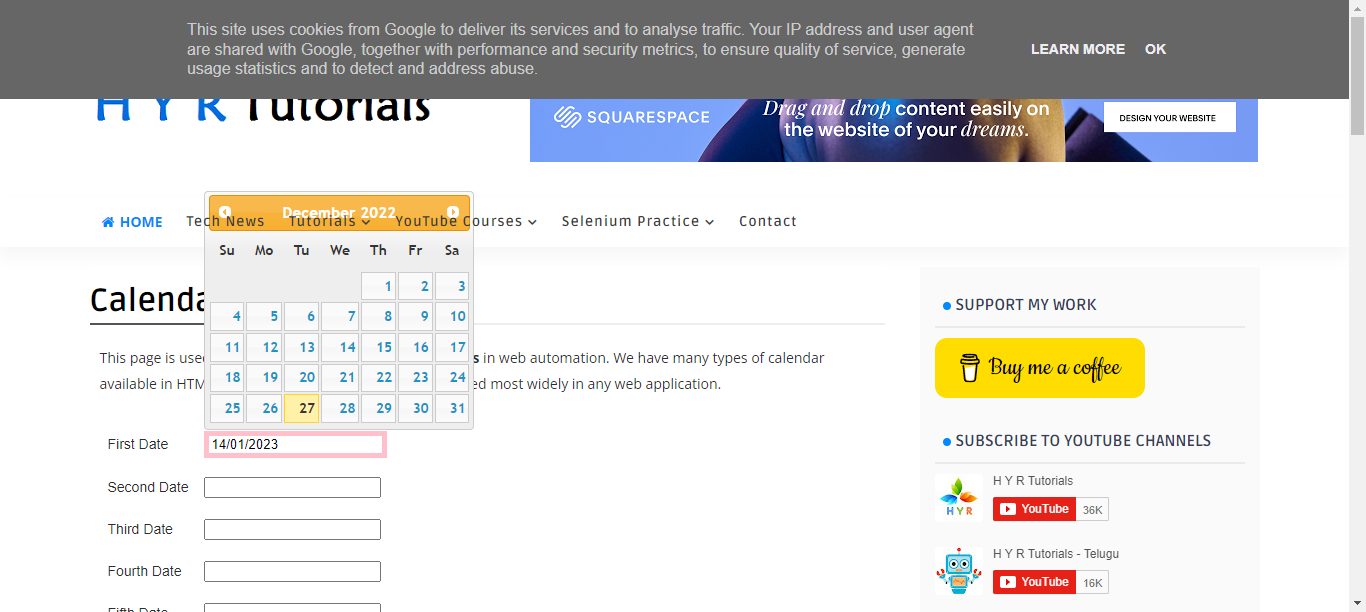 This site uses cookies from Google to deliver its services and to analyse traffic. Your IP address and user agent
are shared with Google, together with performance and security metrics, to ensure quality of service, generate
usage statistics and to detect and address abuse.
LEARN MORE OK
H Y R Tutorials
SQUARESPACE
Drag and drop content easily on
the website of your dreams.
DESIGN YOUR WEBSITE
HOME Tech News Tutorials YouTube Courses Selenium Practice Contact
December 2022
Su Mo Tu We Th Fr Sa
1 2 3
4 5 6 7 8 9 10
11 12 13 14 15 16 17
18 19 20 21 22 23 24
25 26 27 28 29 30 31
Calenda
This page is use s in web automation. We have many types of calendar
available in HTM ed most widely in any web application.
First Date 14/01/2023
Second Date
Third Date
Fourth Date
Fifth Date
SUPPORT MY WORK
Buy me a coffee
SUBSCRIBE TO YOUTUBE CHANNELS
H Y R
H Y R Tutorials
YouTube 36K
H Y R Tutorials - Telugu
YouTube 16K